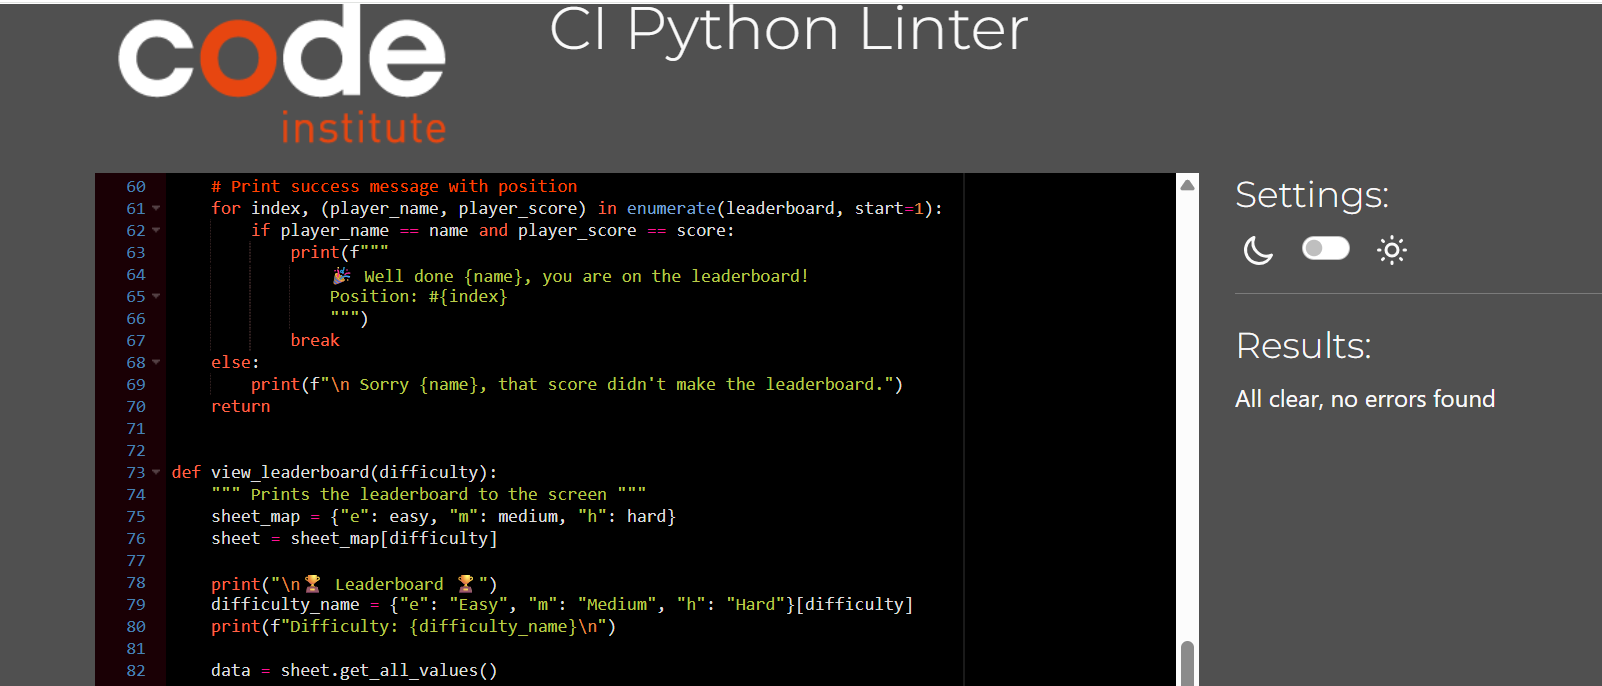 code
institute
CI Python Linter
60 # Print success message with position
61 for index, (player_name, player_score) in enumerate(leaderboard, start=1):
62 if player_name == name and player_score == score:
63 print(f"""
64 🎉 Well done {name}, you are on the leaderboard!
65 Position: #{index}
66 """)
67 break
68 else:
69 print(f"\n Sorry {name}, that score didn't make the leaderboard.")
70 return
71
72
73 def view_leaderboard(difficulty):
74 """ Prints the leaderboard to the screen """
75 sheet_map = {"e": easy, "m": medium, "h": hard}
76 sheet = sheet_map[difficulty]
77
78 print("\n🏆 Leaderboard 🏆")
79 difficulty_name = {"e": "Easy", "m": "Medium", "h": "Hard"}[difficulty]
80 print(f"Difficulty: {difficulty_name}\n")
81
82 data = sheet.get_all_values()
Settings:
Results:
All clear, no errors found